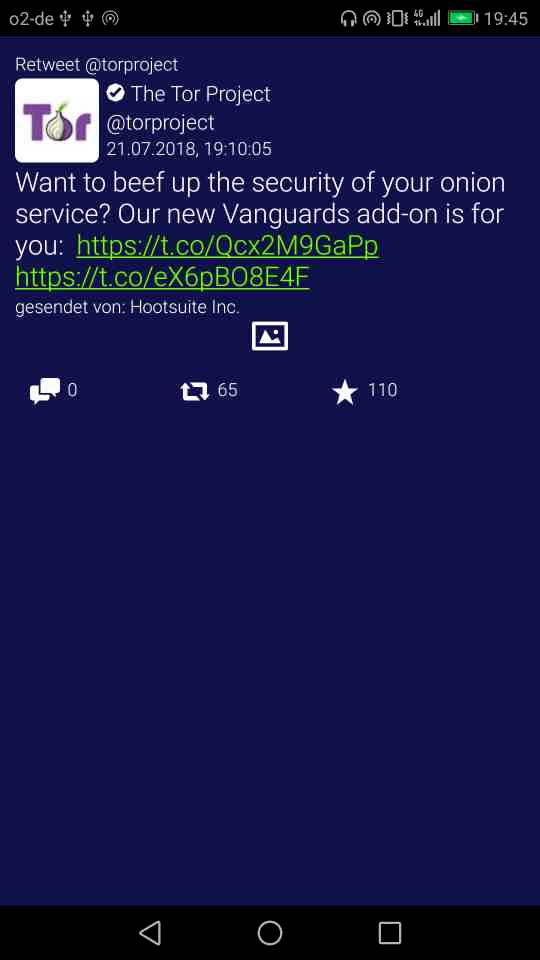 o2-de 4G 19:45
Retweet @torproject
Tor
The Tor Project
@torproject
21.07.2018, 19:10:05
Want to beef up the security of your onion
service? Our new Vanguards add-on is for
you:  https://t.co/Qcx2M9GaPp
https://t.co/eX6pBO8E4F
gesendet von: Hootsuite Inc.
0 65 110